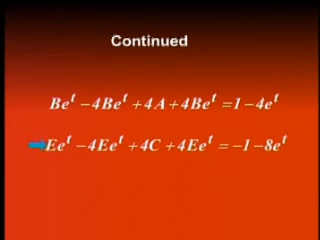 Continued
Be^t − 4Be^t + 4A + 4Be^t = 1 − 4e^t
Ee^t − 4Ee^t + 4C + 4Ee^t = −1 − 8e^t